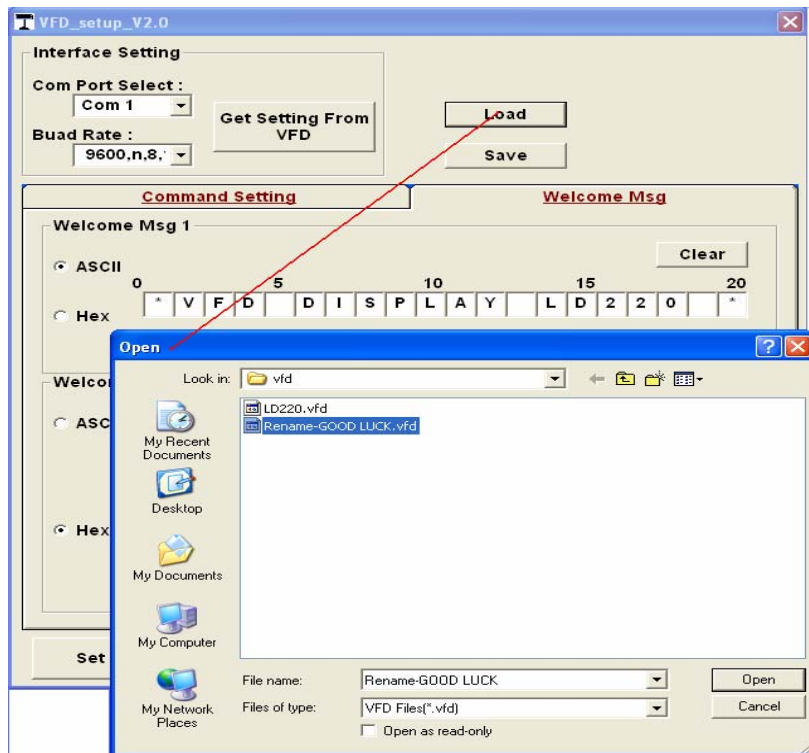 VFD_setup_V2.0
Interface Setting
Com Port Select :
Com 1
Get Setting From
VFD
Buad Rate :
9600,n,8,
Load
Save
Command Setting
Welcome Msg
Welcome Msg 1
Clear
ASCII
0 5 10 15 20
* V F D D I S P L A Y L D 2 2 0 *
Hex
Open
Welco
Look in: vfd
ASC
LD220.vfd
Rename-GOOD LUCK.vfd
My Recent
Documents
Desktop
Hex
My Documents
My Computer
Set
My Network
Places
File name: Rename-GOOD LUCK Open
Files of type: VFD Files(*.vfd) Cancel
Open as read-only